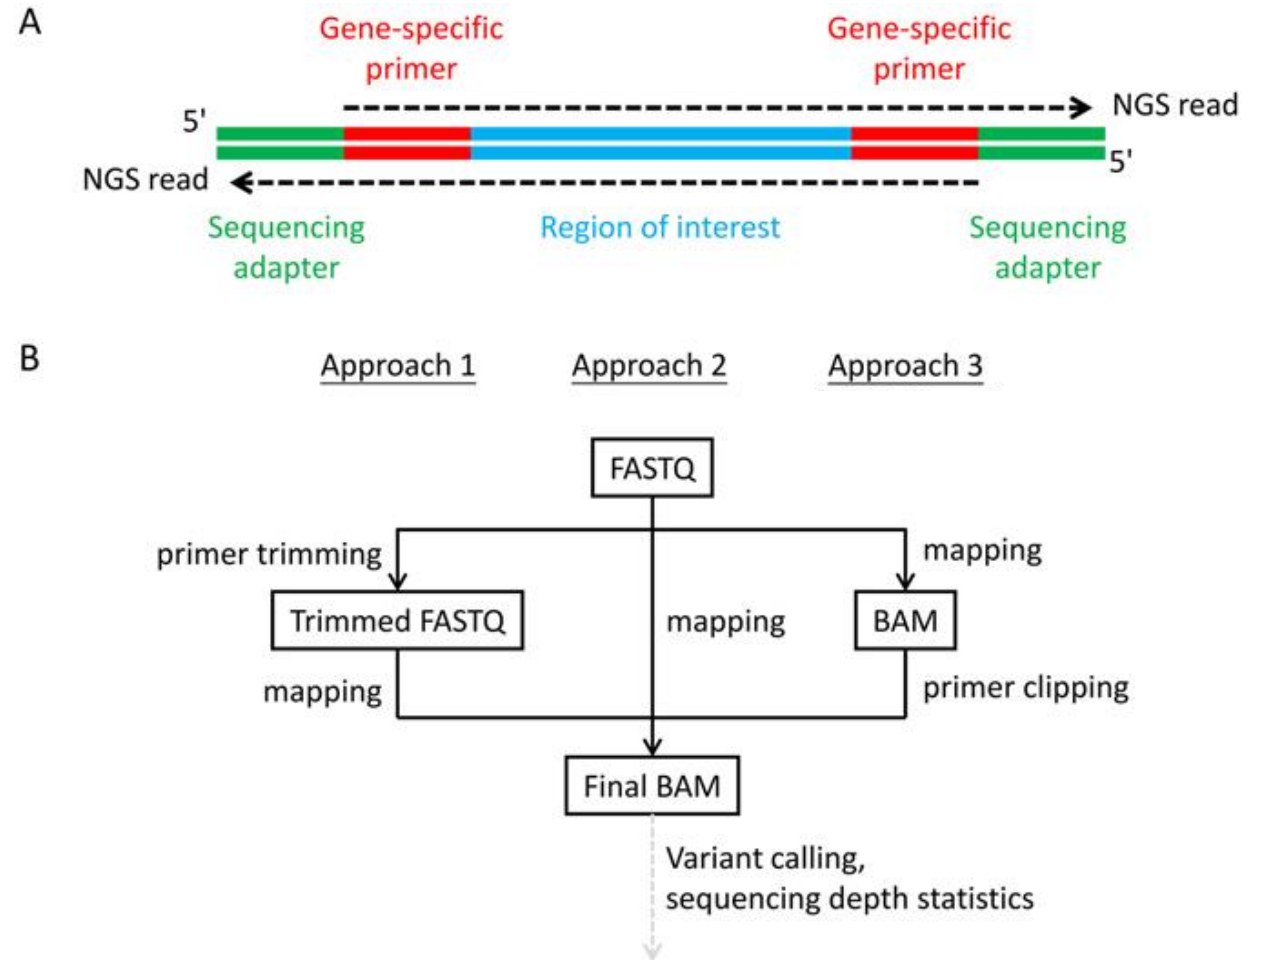 A
Gene-specific
primer
Gene-specific
primer
NGS read
5'
5'
NGS read
Sequencing
adapter
Region of interest
Sequencing
adapter
B
Approach 1
Approach 2
Approach 3
FASTQ
primer trimming
mapping
Trimmed FASTQ
mapping
BAM
mapping
primer clipping
Final BAM
Variant calling,
sequencing depth statistics